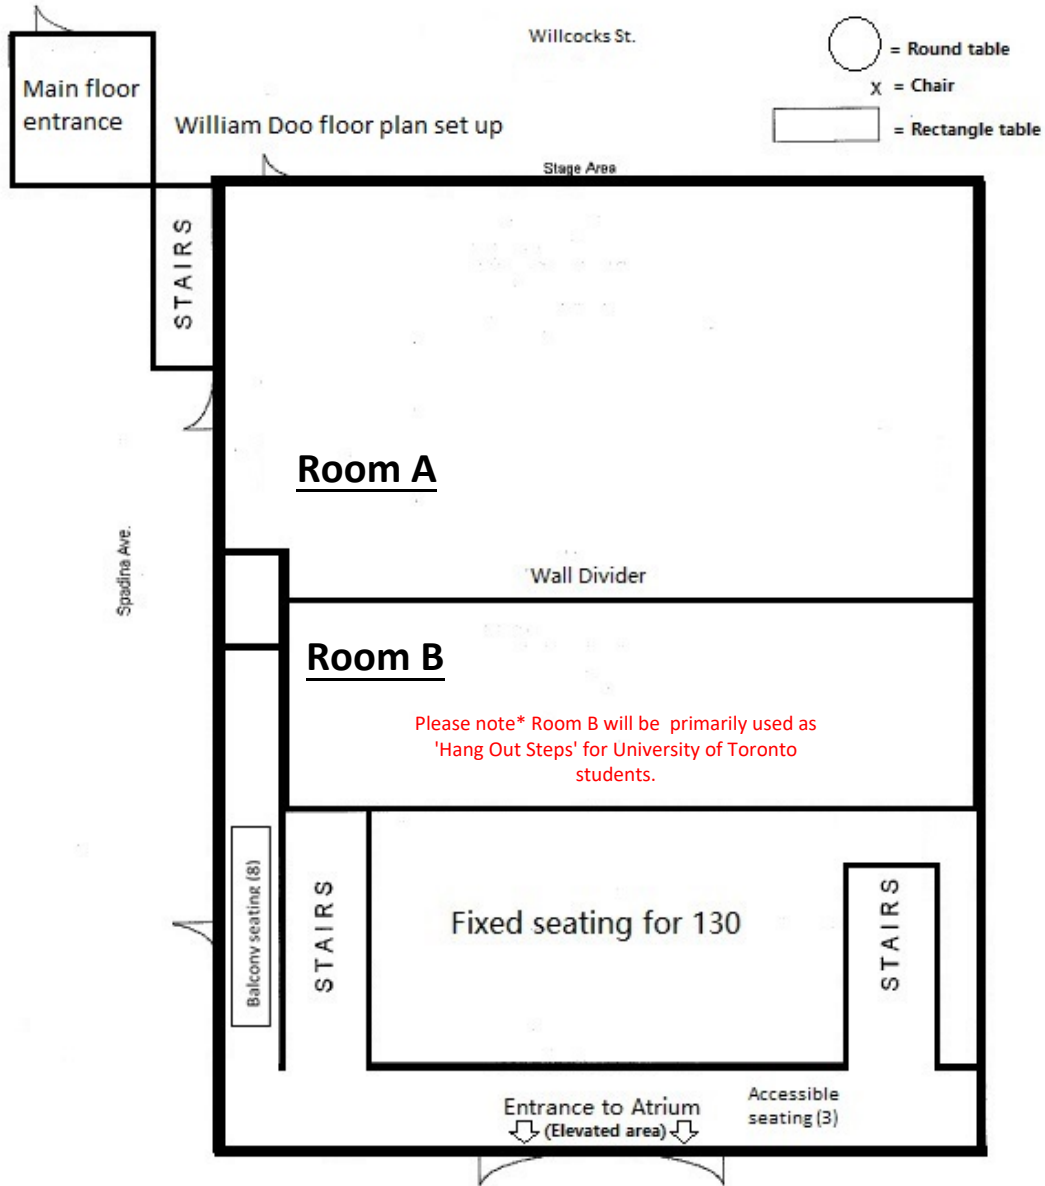 Willcocks St.
= Round table
x = Chair
= Rectangle table
Main floor
entrance
William Doo floor plan set up
Stage Area
STAIRS
Room A
Spadina Ave.
Wall Divider
Room B
Please note* Room B will be primarily used as
'Hang Out Steps' for University of Toronto
students.
Balcony seating (8)
STAIRS
Fixed seating for 130
STAIRS
Entrance to Atrium
(Elevated area)
Accessible
seating (3)